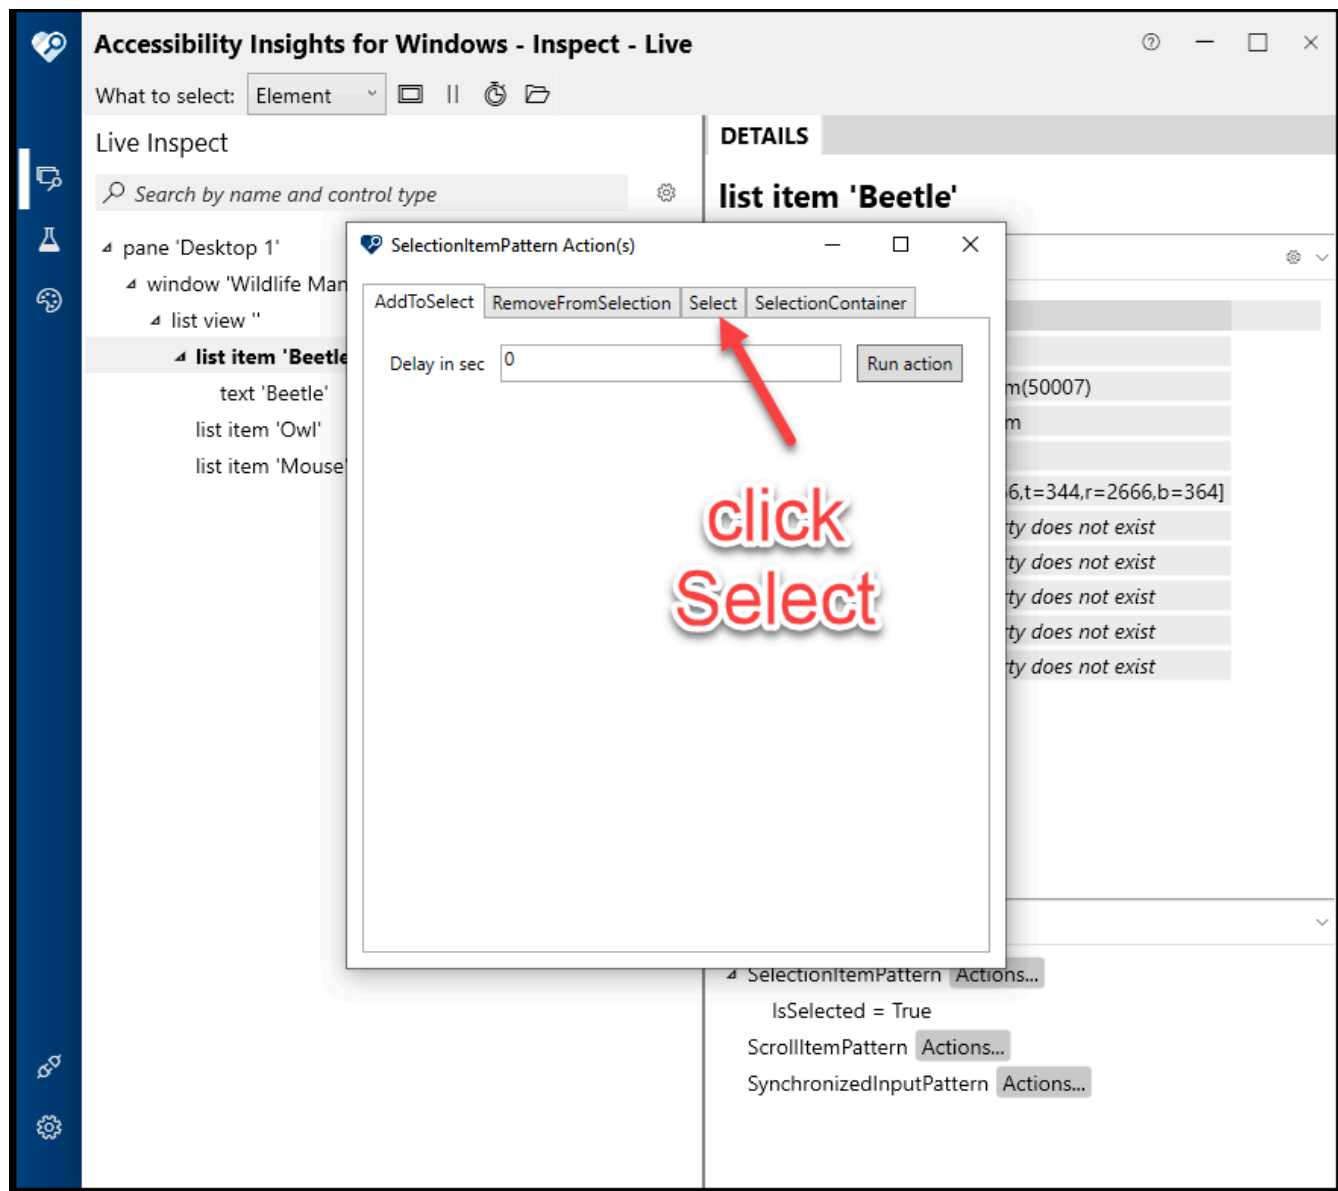 Accessibility Insights for Windows - Inspect - Live
What to select: Element
Live Inspect
Search by name and control type
pane 'Desktop 1'
window 'Wildlife Man
list view ''
list item 'Beetle
text 'Beetle'
list item 'Owl'
list item 'Mouse'
DETAILS
list item 'Beetle'
SelectionItemPattern Action(s)
AddToSelect RemoveFromSelection Select SelectionContainer
Delay in sec 0 Run action
click
Select
m(50007)
m
6,t=344,r=2666,b=364]
ty does not exist
ty does not exist
ty does not exist
ty does not exist
ty does not exist
SelectionItemPattern Actions...
IsSelected = True
ScrollItemPattern Actions...
SynchronizedInputPattern Actions...